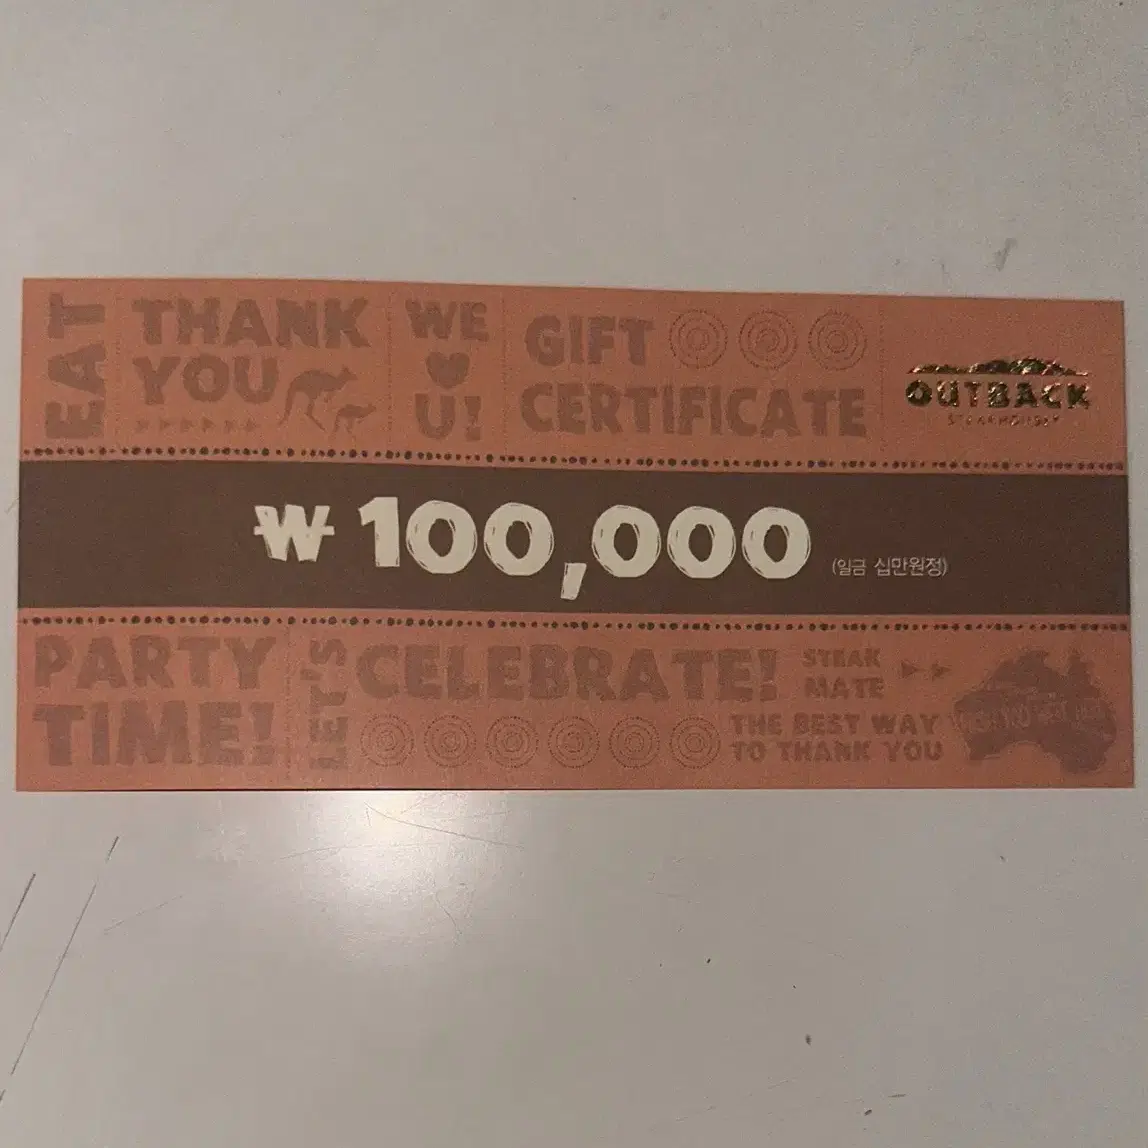 EAT
THANK
YOU
WE
U!
GIFT
CERTIFICATE
OUTBACK
STEAKHOUSE
₩100,000
(일금 십만원정)
PARTY
TIME!
LET'S
CELEBRATE!
STEAK
MATE
THE BEST WAY
TO THANK YOU